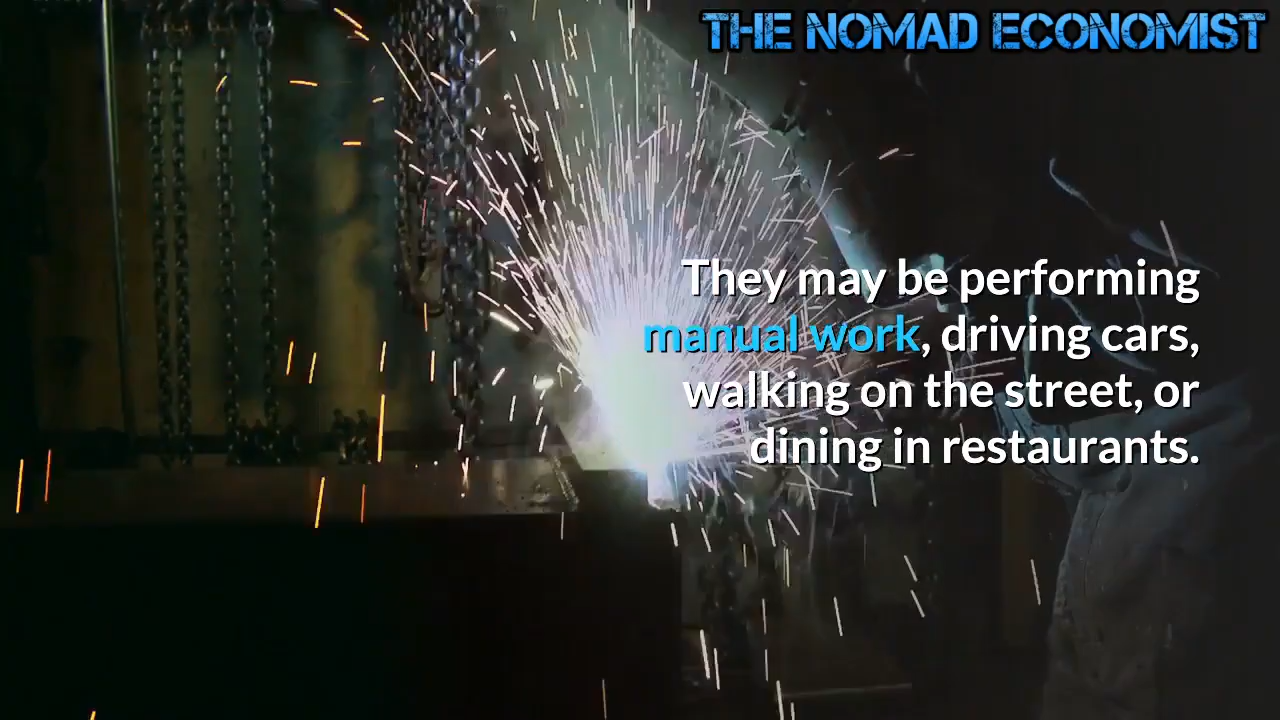 THE NOMAD ECONOMIST
They may be performing
manual work, driving cars,
walking on the street, or
dining in restaurants.